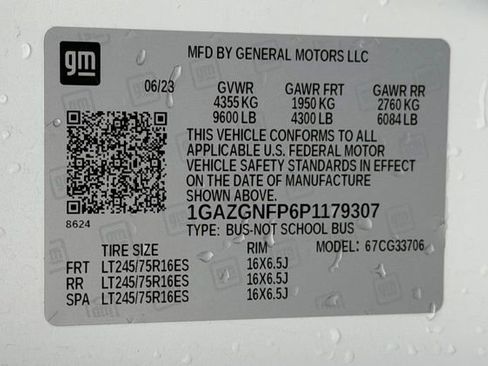 gm
MFD BY GENERAL MOTORS LLC
06/23 GVWR GAWR FRT GAWR RR
4355 KG 1950 KG 2760 KG
9600 LB 4300 LB 6084 LB
THIS VEHICLE CONFORMS TO ALL
APPLICABLE U.S. FEDERAL MOTOR
VEHICLE SAFETY STANDARDS IN EFFECT
ON THE DATE OF MANUFACTURE
SHOWN ABOVE.
1GAZGNFP6P1179307
8624
TYPE: BUS-NOT SCHOOL BUS
TIRE SIZE RIM MODEL: 67CG33706
FRT LT245/75R16ES 16X6.5J
RR LT245/75R16ES 16X6.5J
SPA LT245/75R16ES 16X6.5J